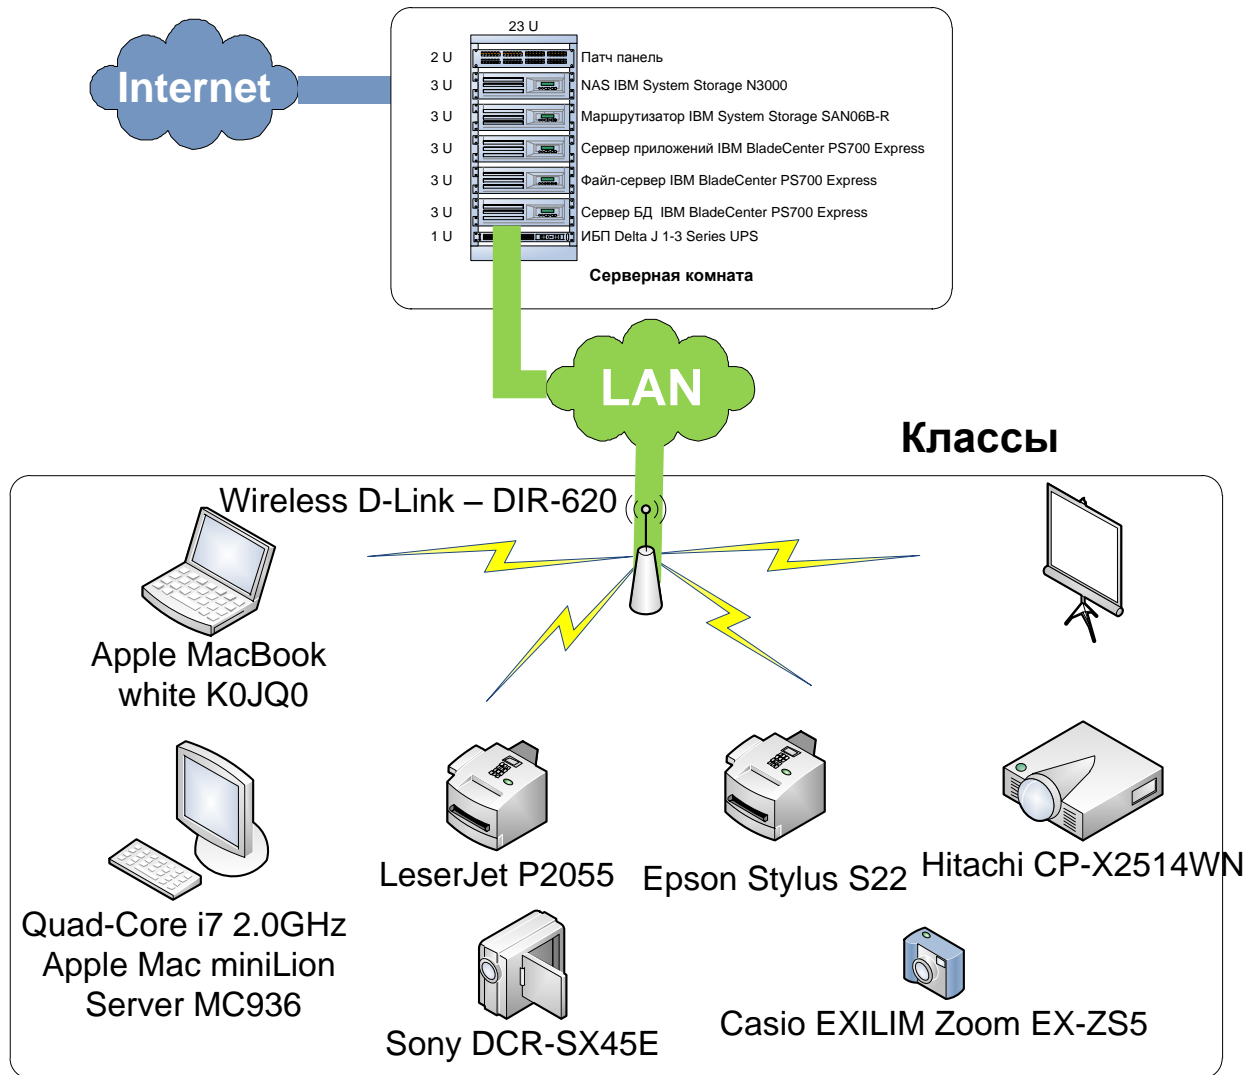 23 U
Internet
2 U Патч панель
3 U NAS IBM System Storage N3000
3 U Маршрутизатор IBM System Storage SAN06B-R
3 U Сервер приложений IBM BladeCenter PS700 Express
3 U Файл-сервер IBM BladeCenter PS700 Express
3 U Сервер БД IBM BladeCenter PS700 Express
1 U ИБП Delta J 1-3 Series UPS
Серверная комната
LAN
Классы
Wireless D-Link – DIR-620
Apple MacBook
white K0JQ0
LeserJet P2055
Epson Stylus S22
Hitachi CP-X2514WN
Quad-Core i7 2.0GHz
Apple Mac miniLion
Server MC936
Sony DCR-SX45E
Casio EXILIM Zoom EX-ZS5